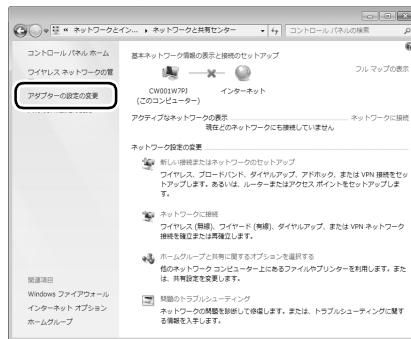 « ネットワークとイン... ▸ ネットワークと共有センター
コントロール パネルの検索
コントロール パネル ホーム
ワイヤレス ネットワークの管
アダプターの設定の変更
基本ネットワーク情報の表示と接続のセットアップ
フル マップの表示
CW001W7PJ
(このコンピューター)
インターネット
アクティブなネットワークの表示
ネットワークに接続
現在どのネットワークにも接続していません
ネットワーク設定の変更
新しい接続またはネットワークのセットアップ
ワイヤレス、ブロードバンド、ダイヤルアップ、アドホック、または VPN 接続をセッ
トアップします。あるいは、ルーターまたはアクセス ポイントをセットアップしま
す。
ネットワークに接続
ワイヤレス (無線)、ワイヤード (有線)、ダイヤルアップ、または VPN ネットワーク
接続を確立または再確立します。
ホームグループと共有に関するオプションを選択する
他のネットワーク コンピューター上にあるファイルやプリンターを利用します。また
は、共有設定を変更します。
問題のトラブルシューティング
ネットワークの問題を診断して修復します。または、トラブルシューティングに関す
る情報を入手します。
関連項目
Windows ファイアウォール
インターネット オプション
ホームグループ